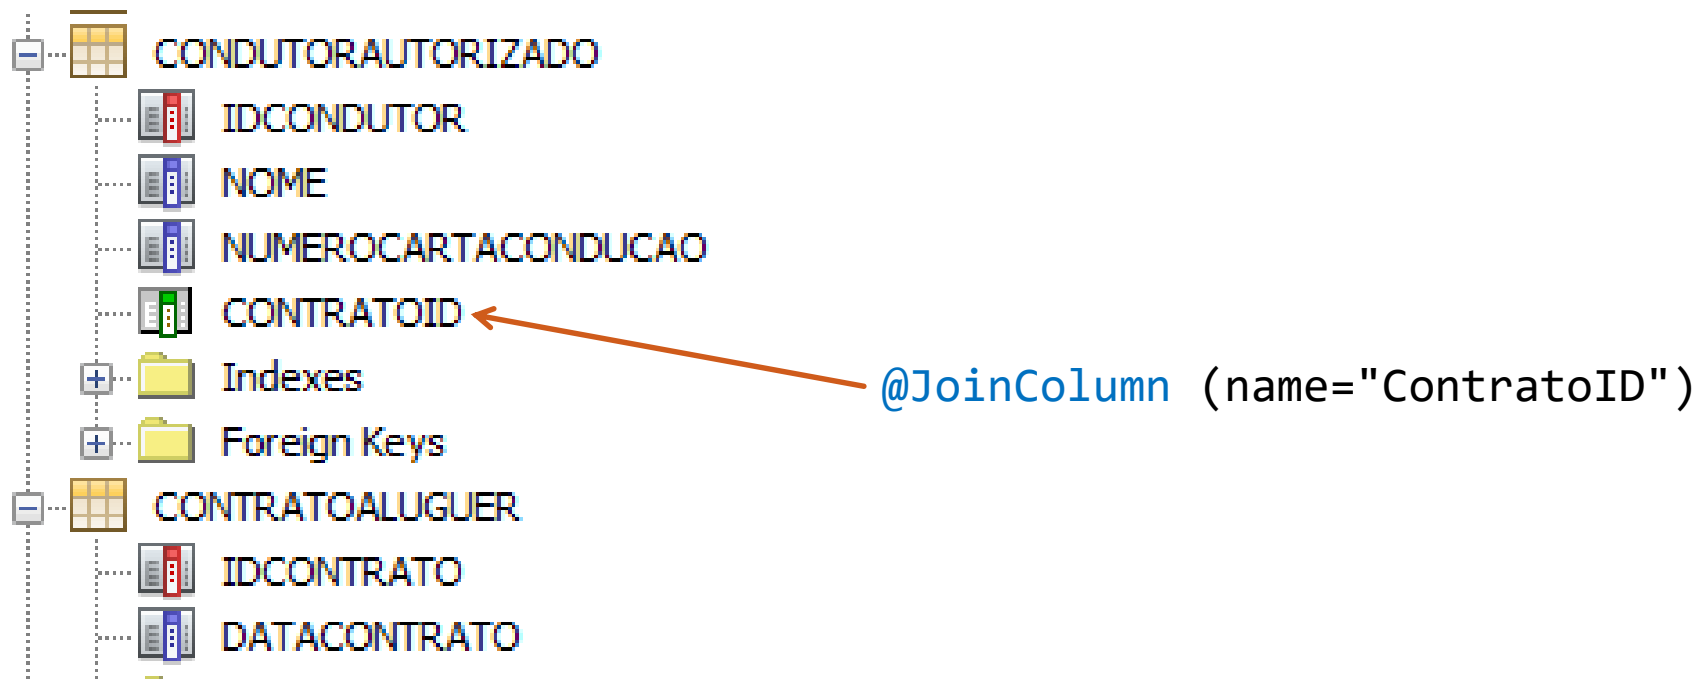 CONDUTORAUTORIZADO
IDCONDUTOR
NOME
NUMEROCARTACONDUCAO
CONTRATOID
Indexes
@JoinColumn (name="ContratoID")
Foreign Keys
CONTRATOALUGUER
IDCONTRATO
DATACONTRATO